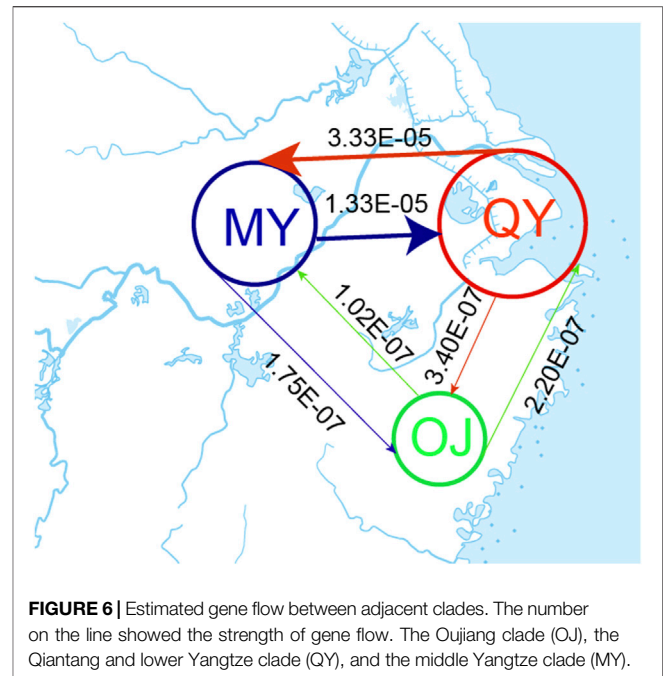 3.33E-05
MY
1.33E-05
QY
1.02E-07
3.40E-07
2.20E-07
1.75E-07
OJ
FIGURE 6 | Estimated gene flow between adjacent clades. The number
on the line showed the strength of gene flow. The Oujiang clade (OJ), the
Qiantang and lower Yangtze clade (QY), and the middle Yangtze clade (MY).